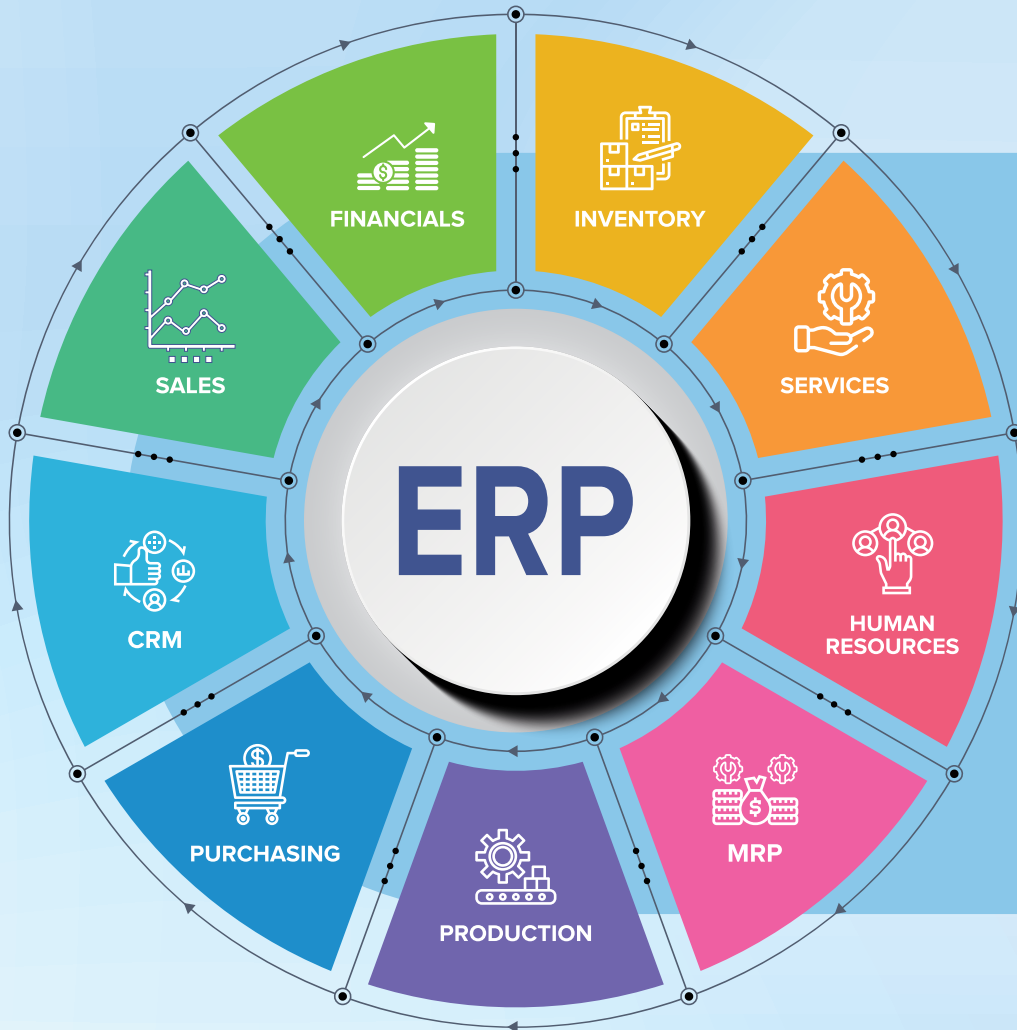 FINANCIALS
INVENTORY
SALES
SERVICES
ERP
CRM
HUMAN
RESOURCES
PURCHASING
MRP
PRODUCTION